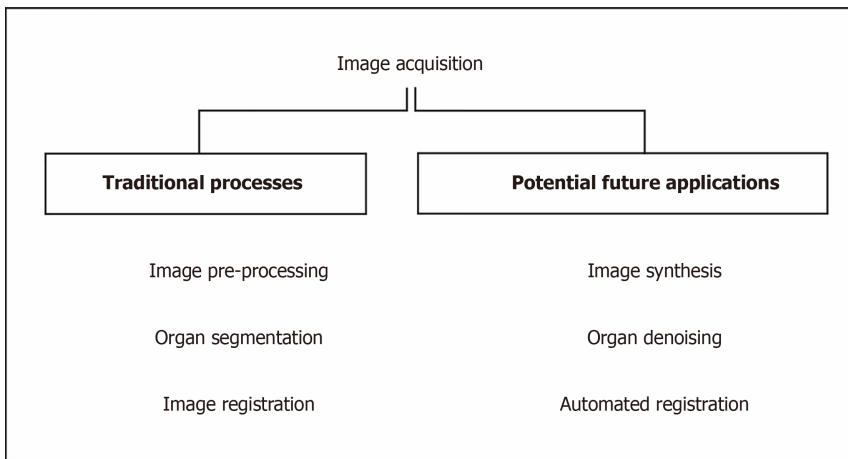 Image acquisition
Traditional processes
Potential future applications
Image pre-processing
Image synthesis
Organ segmentation
Organ denoising
Image registration
Automated registration